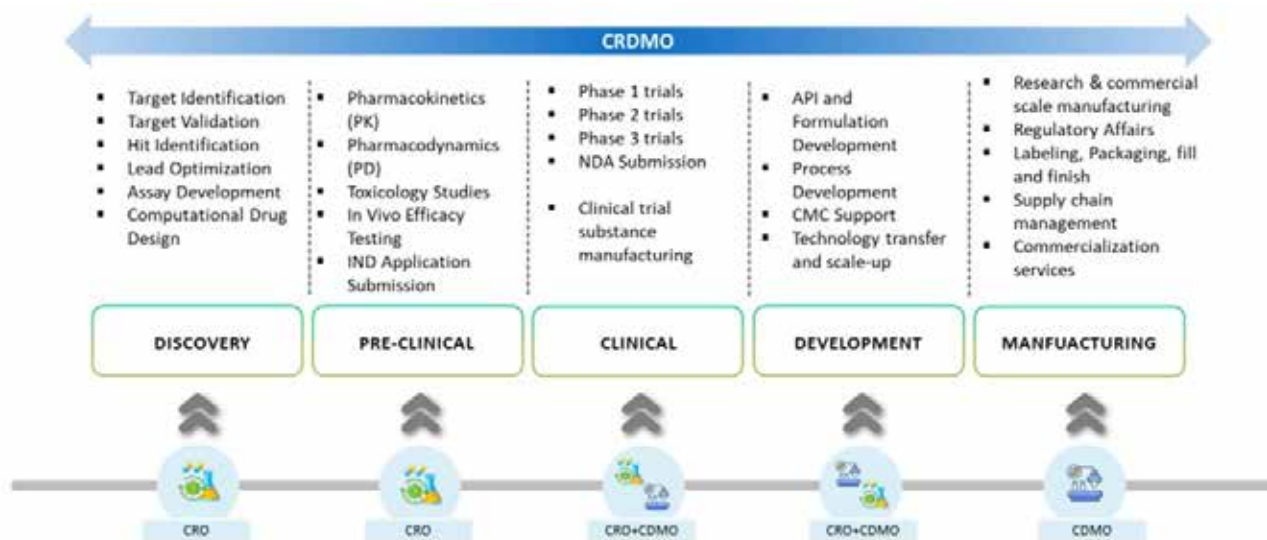 CRDMO
▪ Target Identification
▪ Target Validation
▪ Hit Identification
▪ Lead Optimization
▪ Assay Development
▪ Computational Drug
Design
▪ Pharmacokinetics
(PK)
▪ Pharmacodynamics
(PD)
▪ Toxicology Studies
▪ In Vivo Efficacy
Testing
▪ IND Application
Submission
▪ Phase 1 trials
▪ Phase 2 trials
▪ Phase 3 trials
▪ NDA Submission
▪ Clinical trial
substance
manufacturing
▪ API and
Formulation
Development
▪ Process
Development
▪ CMC Support
▪ Technology transfer
and scale-up
▪ Research & commercial
scale manufacturing
▪ Regulatory Affairs
▪ Labeling, Packaging, fill
and finish
▪ Supply chain
management
▪ Commercialization
services
DISCOVERY
PRE-CLINICAL
CLINICAL
DEVELOPMENT
MANFUACTURING
CRO
CRO
CRO+CDMO
CRO+CDMO
CDMO